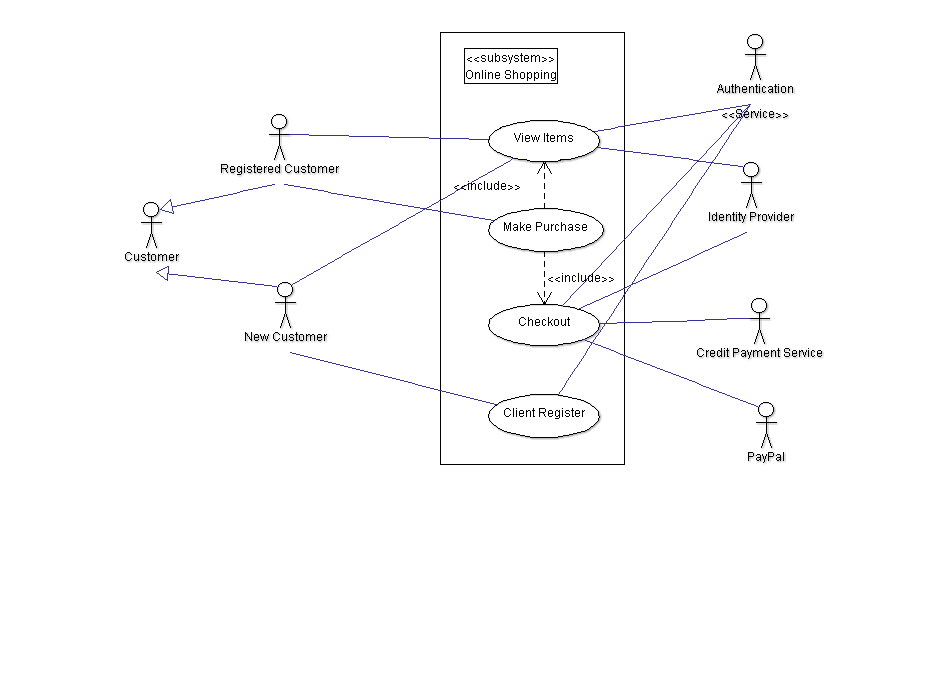 <<subsystem>>
Online Shopping
Authentication
<<Service>>
View Items
Registered Customer
<<include>>
Identity Provider
Make Purchase
Customer
<<include>>
Checkout
New Customer
Credit Payment Service
Client Register
PayPal